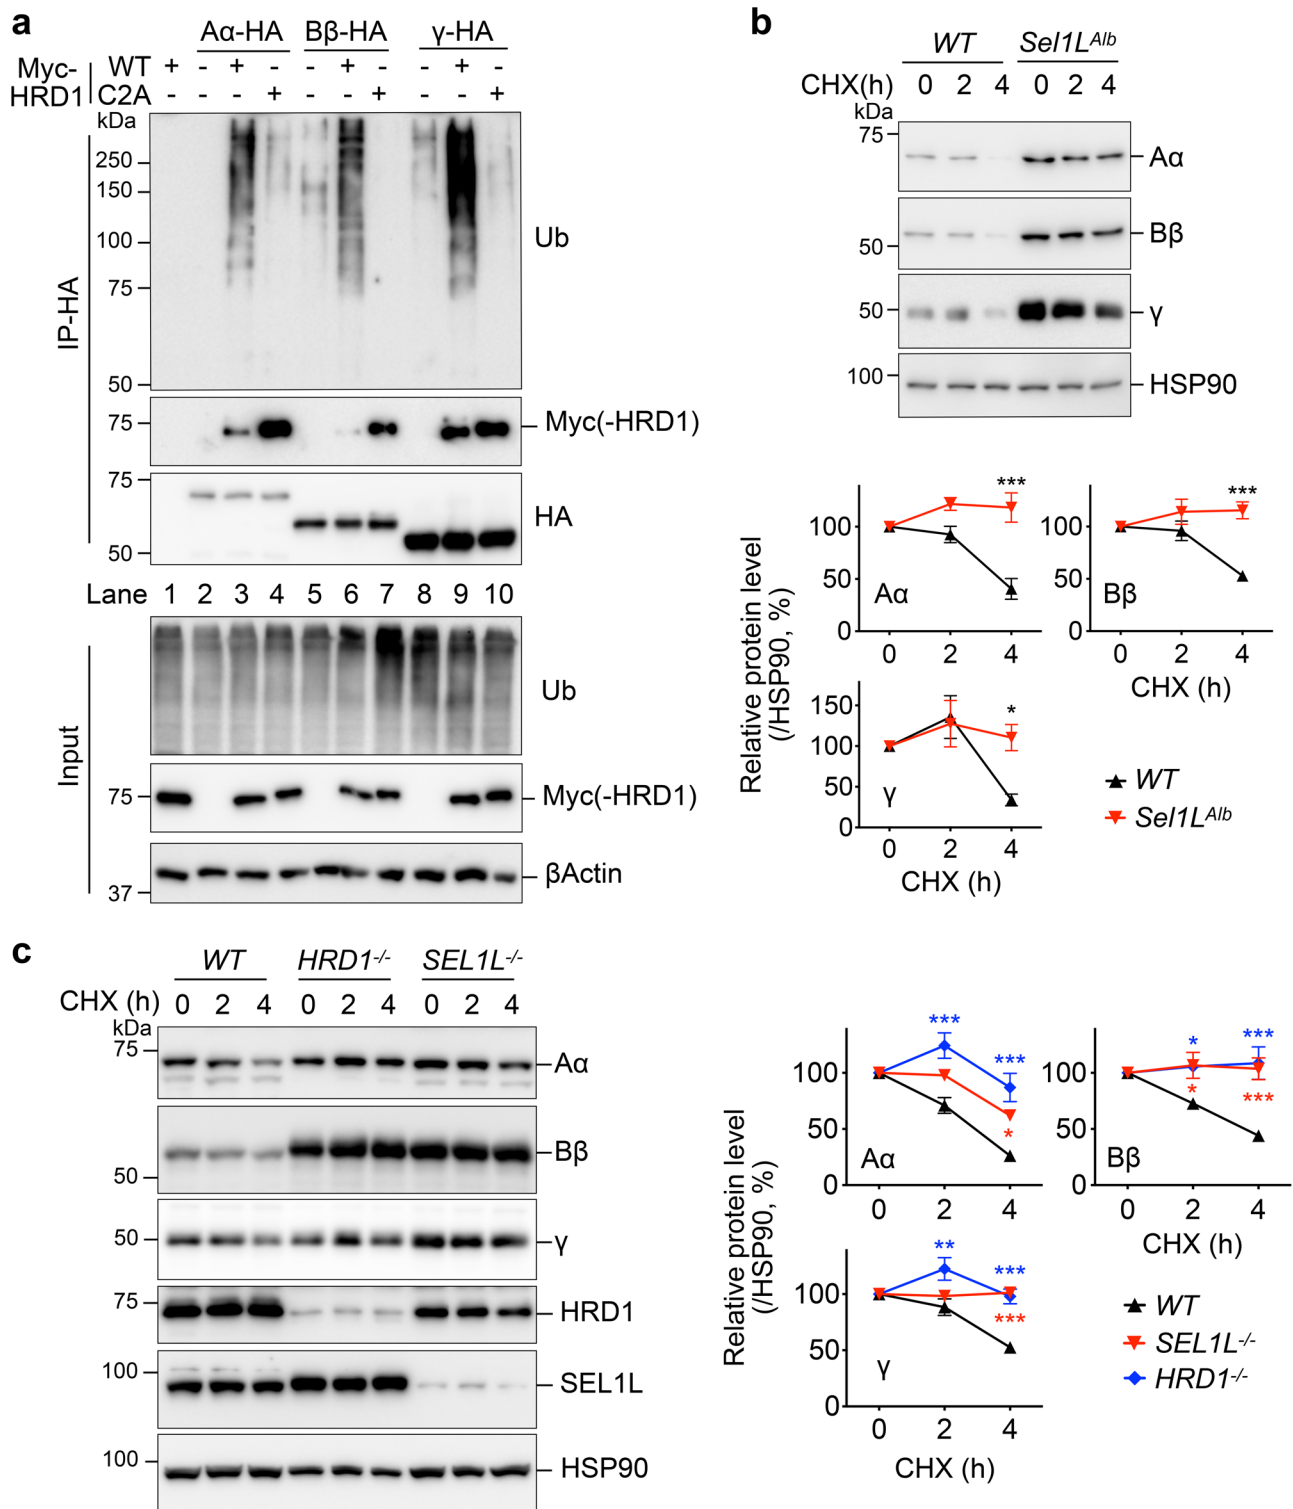 a
Aα-HA Bβ-HA γ-HA
Myc- WT + - + - - + - - + -
HRD1 C2A - - - + - - + - - +
kDa
250
150
100
75
50
Ub
IP-HA
75
Myc(-HRD1)
75
50
HA
Lane 1 2 3 4 5 6 7 8 9 10
Ub
Input
75
Myc(-HRD1)
37
βActin
b
WT Sel1L^Alb
CHX(h) 0 2 4 0 2 4
kDa
75
Aα
50
Bβ
50
γ
100
HSP90
Relative protein level
(/HSP90, %)
100
50
0
***
Aα
0 2 4
100
50
0
***
Bβ
0 2 4
CHX (h)
150
100
50
0
*
γ
0 2 4
CHX (h)
WT
Sel1L^Alb
c
WT HRD1-/- SEL1L-/-
CHX (h) 0 2 4 0 2 4 0 2 4
kDa
75
Aα
50
Bβ
50
γ
75
HRD1
100
SEL1L
100
HSP90
Relative protein level
(/HSP90, %)
100
50
0
***
***
*
Aα
0 2 4
100
50
0
*
***
*
***
Bβ
0 2 4
CHX (h)
100
50
0
**
***
***
γ
0 2 4
CHX (h)
WT
SEL1L-/-
HRD1-/-